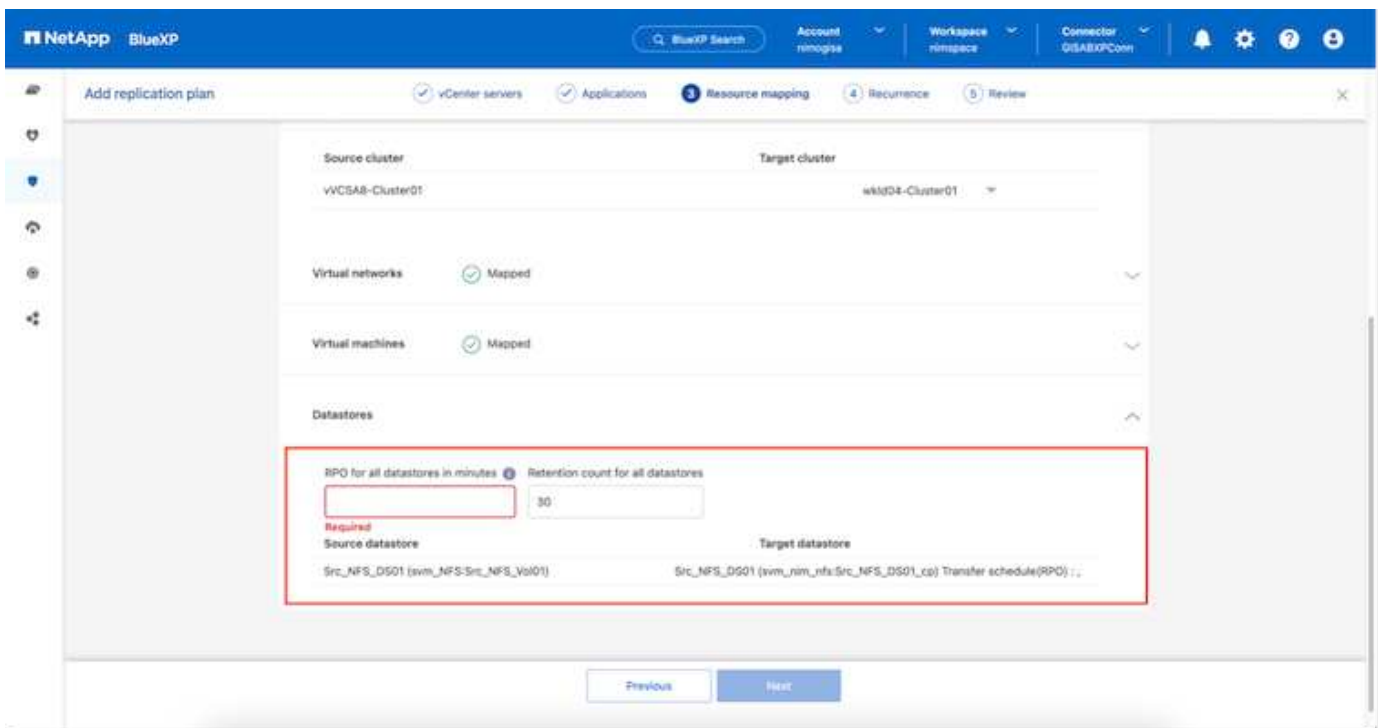 NetApp BlueXP BlueXP Search Account Workspace Connector
nimogisa nimspace GISABXPConn
Add replication plan vCenter servers Applications 3 Resource mapping 4 Recurrence 5 Review
Source cluster Target cluster
vVCSA8-Cluster01 wkld04-Cluster01
Virtual networks Mapped
Virtual machines Mapped
Datastores
RPO for all datastores in minutes Retention count for all datastores
30
Required
Source datastore Target datastore
Src_NFS_DS01 (svm_NFS:Src_NFS_Vol01) Src_NFS_DS01 (svm_nim_nfs:Src_NFS_DS01_cp) Transfer schedule(RPO) : ,
Previous Next